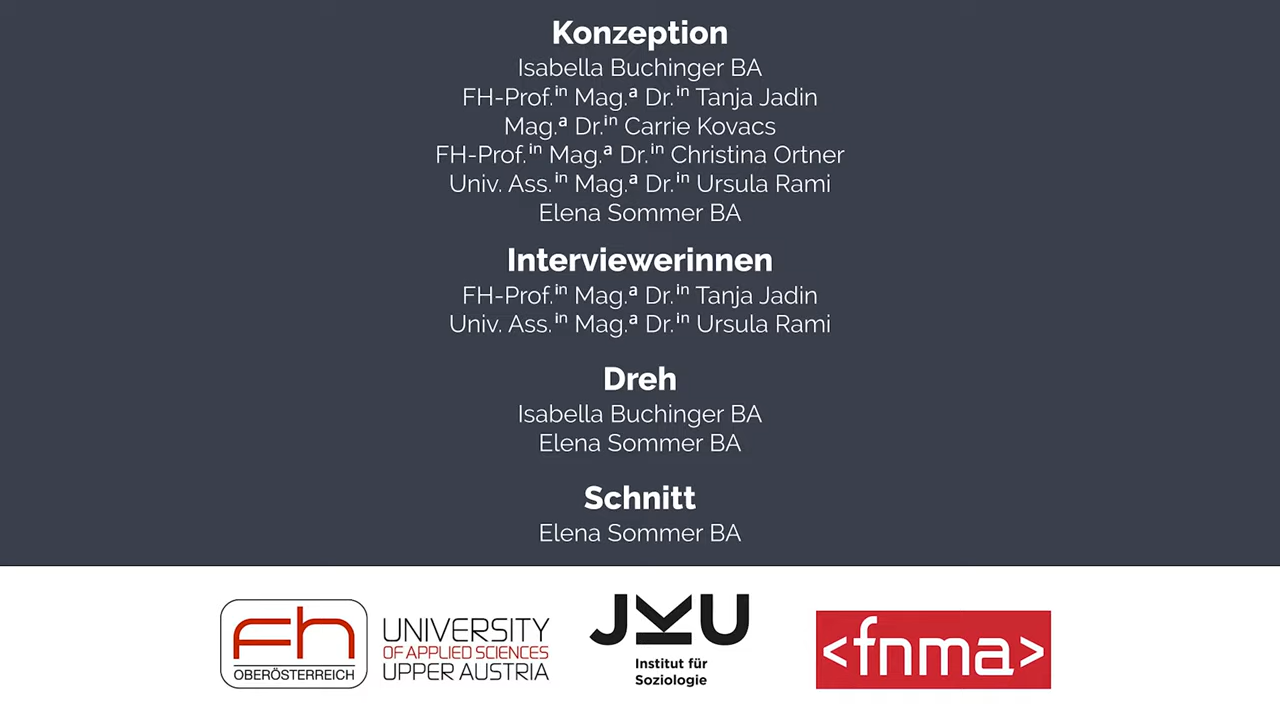 Konzeption
Isabella Buchinger BA
FH-Prof.ⁱⁿ Mag.ª Dr.ⁱⁿ Tanja Jadin
Mag.ª Dr.ⁱⁿ Carrie Kovacs
FH-Prof.ⁱⁿ Mag.ª Dr.ⁱⁿ Christina Ortner
Univ. Ass.ⁱⁿ Mag.ª Dr.ⁱⁿ Ursula Rami
Elena Sommer BA
Interviewerinnen
FH-Prof.ⁱⁿ Mag.ª Dr.ⁱⁿ Tanja Jadin
Univ. Ass.ⁱⁿ Mag.ª Dr.ⁱⁿ Ursula Rami
Dreh
Isabella Buchinger BA
Elena Sommer BA
Schnitt
Elena Sommer BA
fh
OBERÖSTERREICH
UNIVERSITY
OF APPLIED SCIENCES
UPPER AUSTRIA
JKU
Institut für
Soziologie
<fnma>